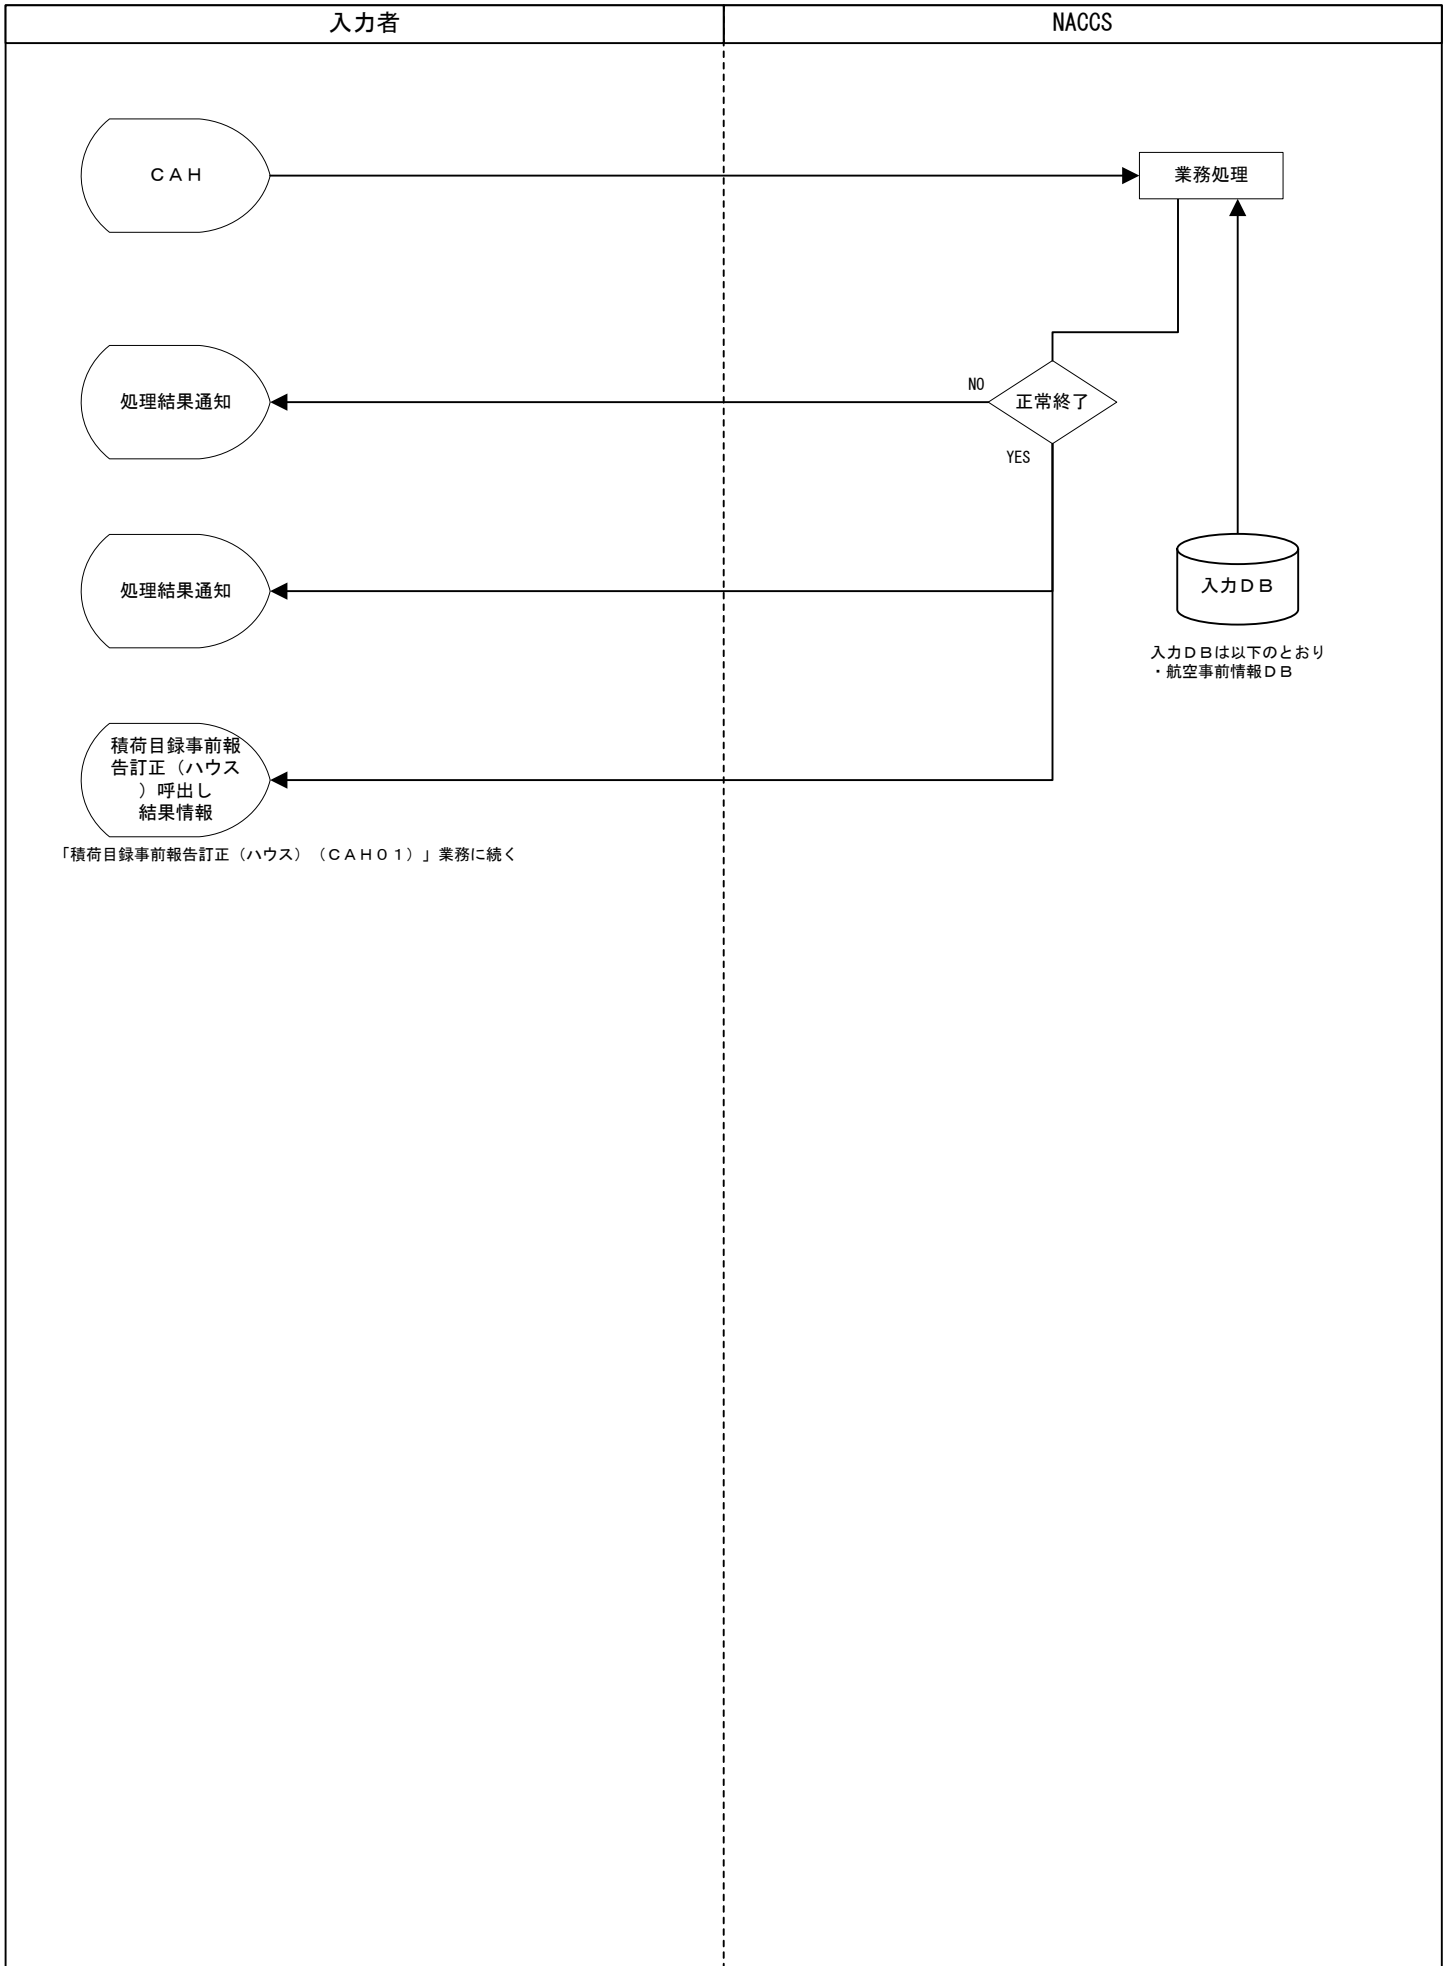 入力者
NACCS
ＣＡＨ
業務処理
処理結果通知
NO
正常終了
YES
処理結果通知
入力ＤＢ
入力ＤＢは以下のとおり
・航空事前情報ＤＢ
積荷目録事前報
告訂正（ハウス
）呼出し
結果情報
「積荷目録事前報告訂正（ハウス）（ＣＡＨ０１）」業務に続く